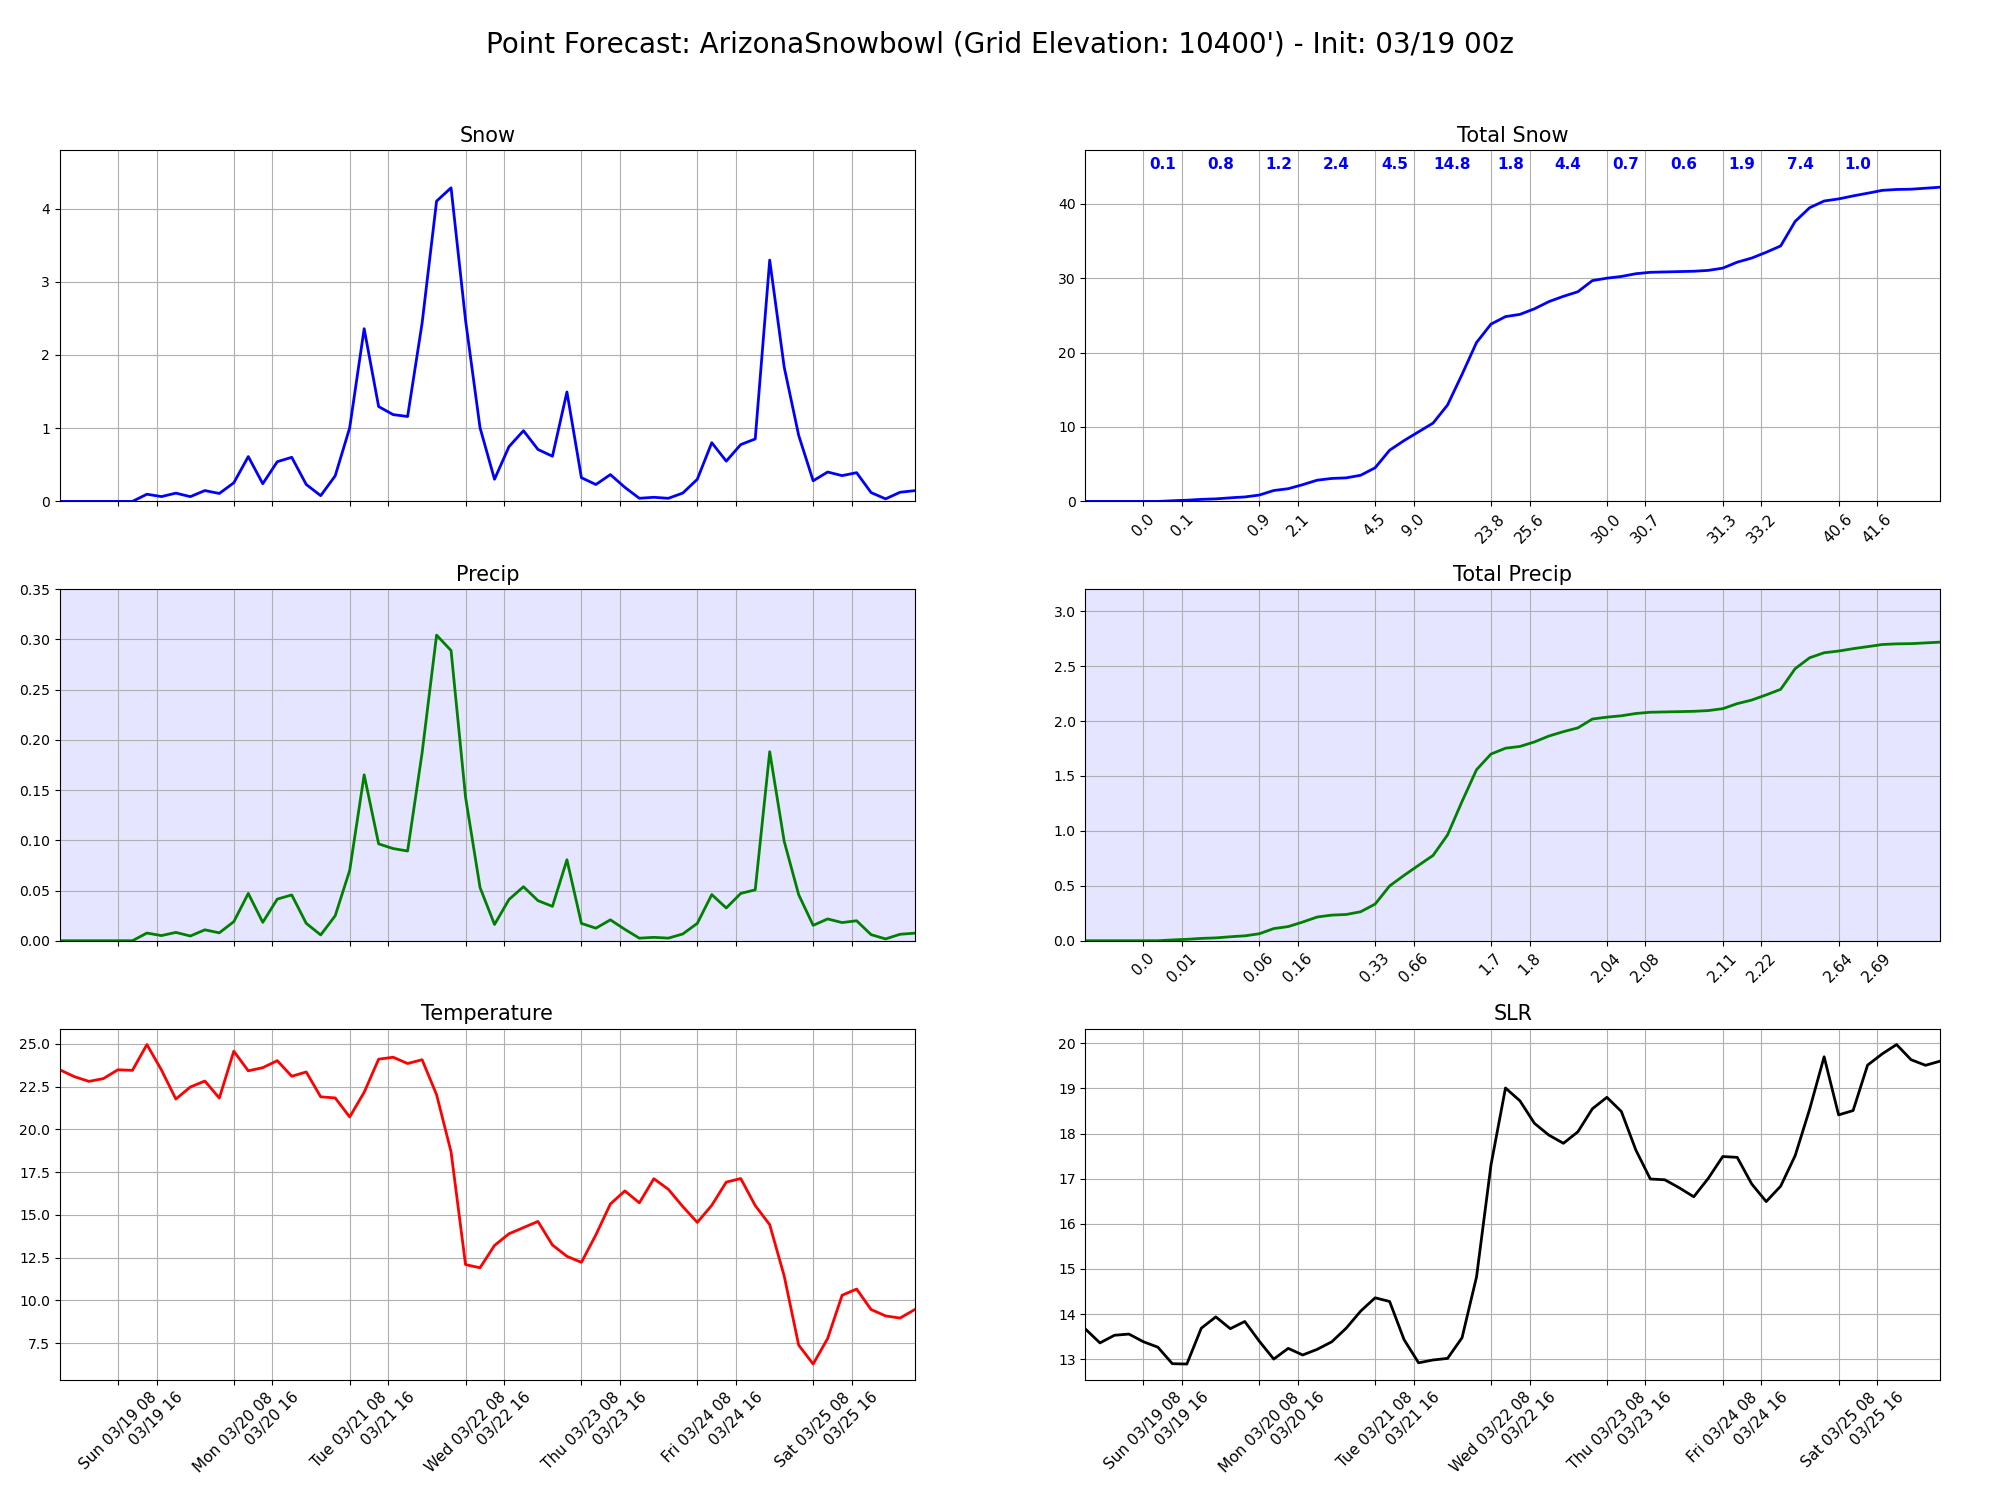 Point Forecast: ArizonaSnowbowl (Grid Elevation: 10400') - Init: 03/19 00z
Snow
4
3
2
1
0
Total Snow
0.1 0.8 1.2 2.4 4.5 14.8 1.8 4.4 0.7 0.6 1.9 7.4 1.0
40
30
20
10
0
0.0 0.1 0.9 2.1 4.5 9.0 23.8 25.6 30.0 30.7 31.3 33.2 40.6 41.6
Precip
0.35
0.30
0.25
0.20
0.15
0.10
0.05
0.00
Total Precip
3.0
2.5
2.0
1.5
1.0
0.5
0.0
0.0 0.01 0.06 0.16 0.33 0.66 1.7 1.8 2.04 2.08 2.11 2.22 2.64 2.69
Temperature
25.0
22.5
20.0
17.5
15.0
12.5
10.0
7.5
Sun 03/19 08
03/19 16
Mon 03/20 08
03/20 16
Tue 03/21 08
03/21 16
Wed 03/22 08
03/22 16
Thu 03/23 08
03/23 16
Fri 03/24 08
03/24 16
Sat 03/25 08
03/25 16
SLR
20
19
18
17
16
15
14
13
Sun 03/19 08
03/19 16
Mon 03/20 08
03/20 16
Tue 03/21 08
03/21 16
Wed 03/22 08
03/22 16
Thu 03/23 08
03/23 16
Fri 03/24 08
03/24 16
Sat 03/25 08
03/25 16